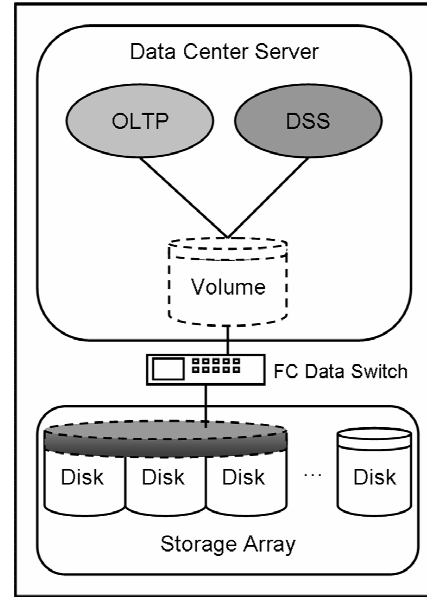 Data Center Server
OLTP DSS
Volume
FC Data Switch
Disk Disk Disk ... Disk
Storage Array